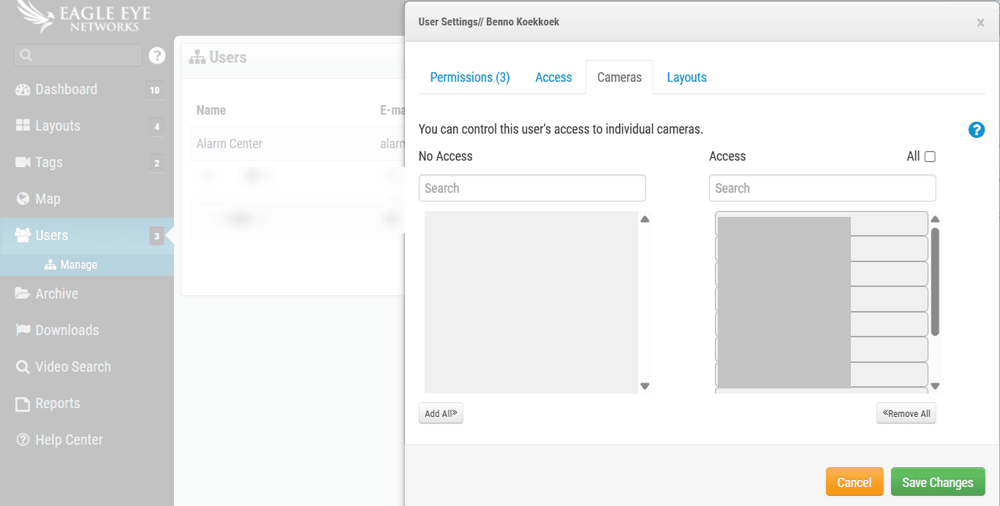 EAGLE EYE
NETWORKS
Dashboard 10
Layouts 4
Tags 2
Map
Users 3
Manage
Archive
Downloads
Video Search
Reports
Help Center
Users
Name E-ma
Alarm Center alarm
User Settings// Benno Koekkoek ×
Permissions (3) Access Cameras Layouts
You can control this user's access to individual cameras. ?
No Access Access All
Search Search
Add All» «Remove All
Cancel Save Changes